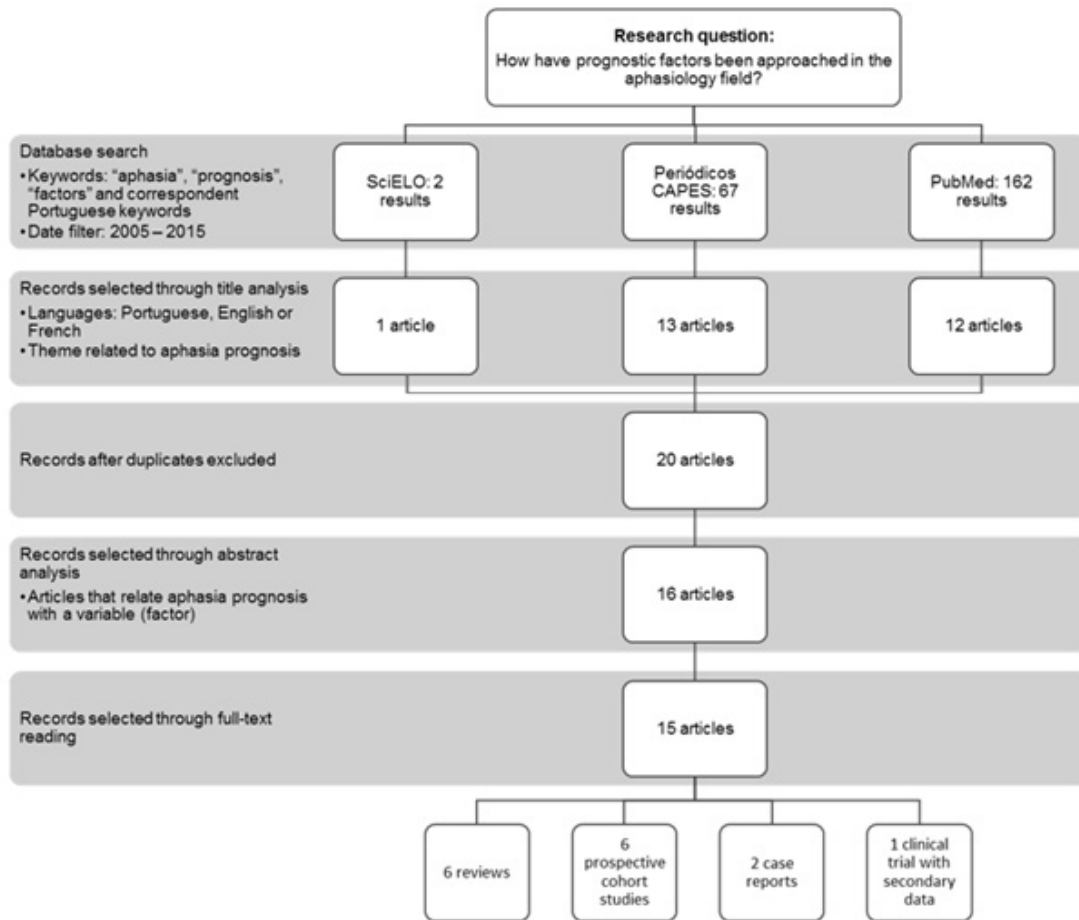 Research question:
How have prognostic factors been approached in the
aphasiology field?
Database search
•Keywords: “aphasia”, “prognosis”,
“factors” and correspondent
Portuguese keywords
•Date filter: 2005 – 2015
SciELO: 2
results
Periódicos
CAPES: 67
results
PubMed: 162
results
Records selected through title analysis
•Languages: Portuguese, English or
French
•Theme related to aphasia prognosis
1 article
13 articles
12 articles
Records after duplicates excluded
20 articles
Records selected through abstract
analysis
•Articles that relate aphasia prognosis
with a variable (factor)
16 articles
Records selected through full-text
reading
15 articles
6 reviews
6
prospective
cohort
studies
2 case
reports
1 clinical
trial with
secondary
data